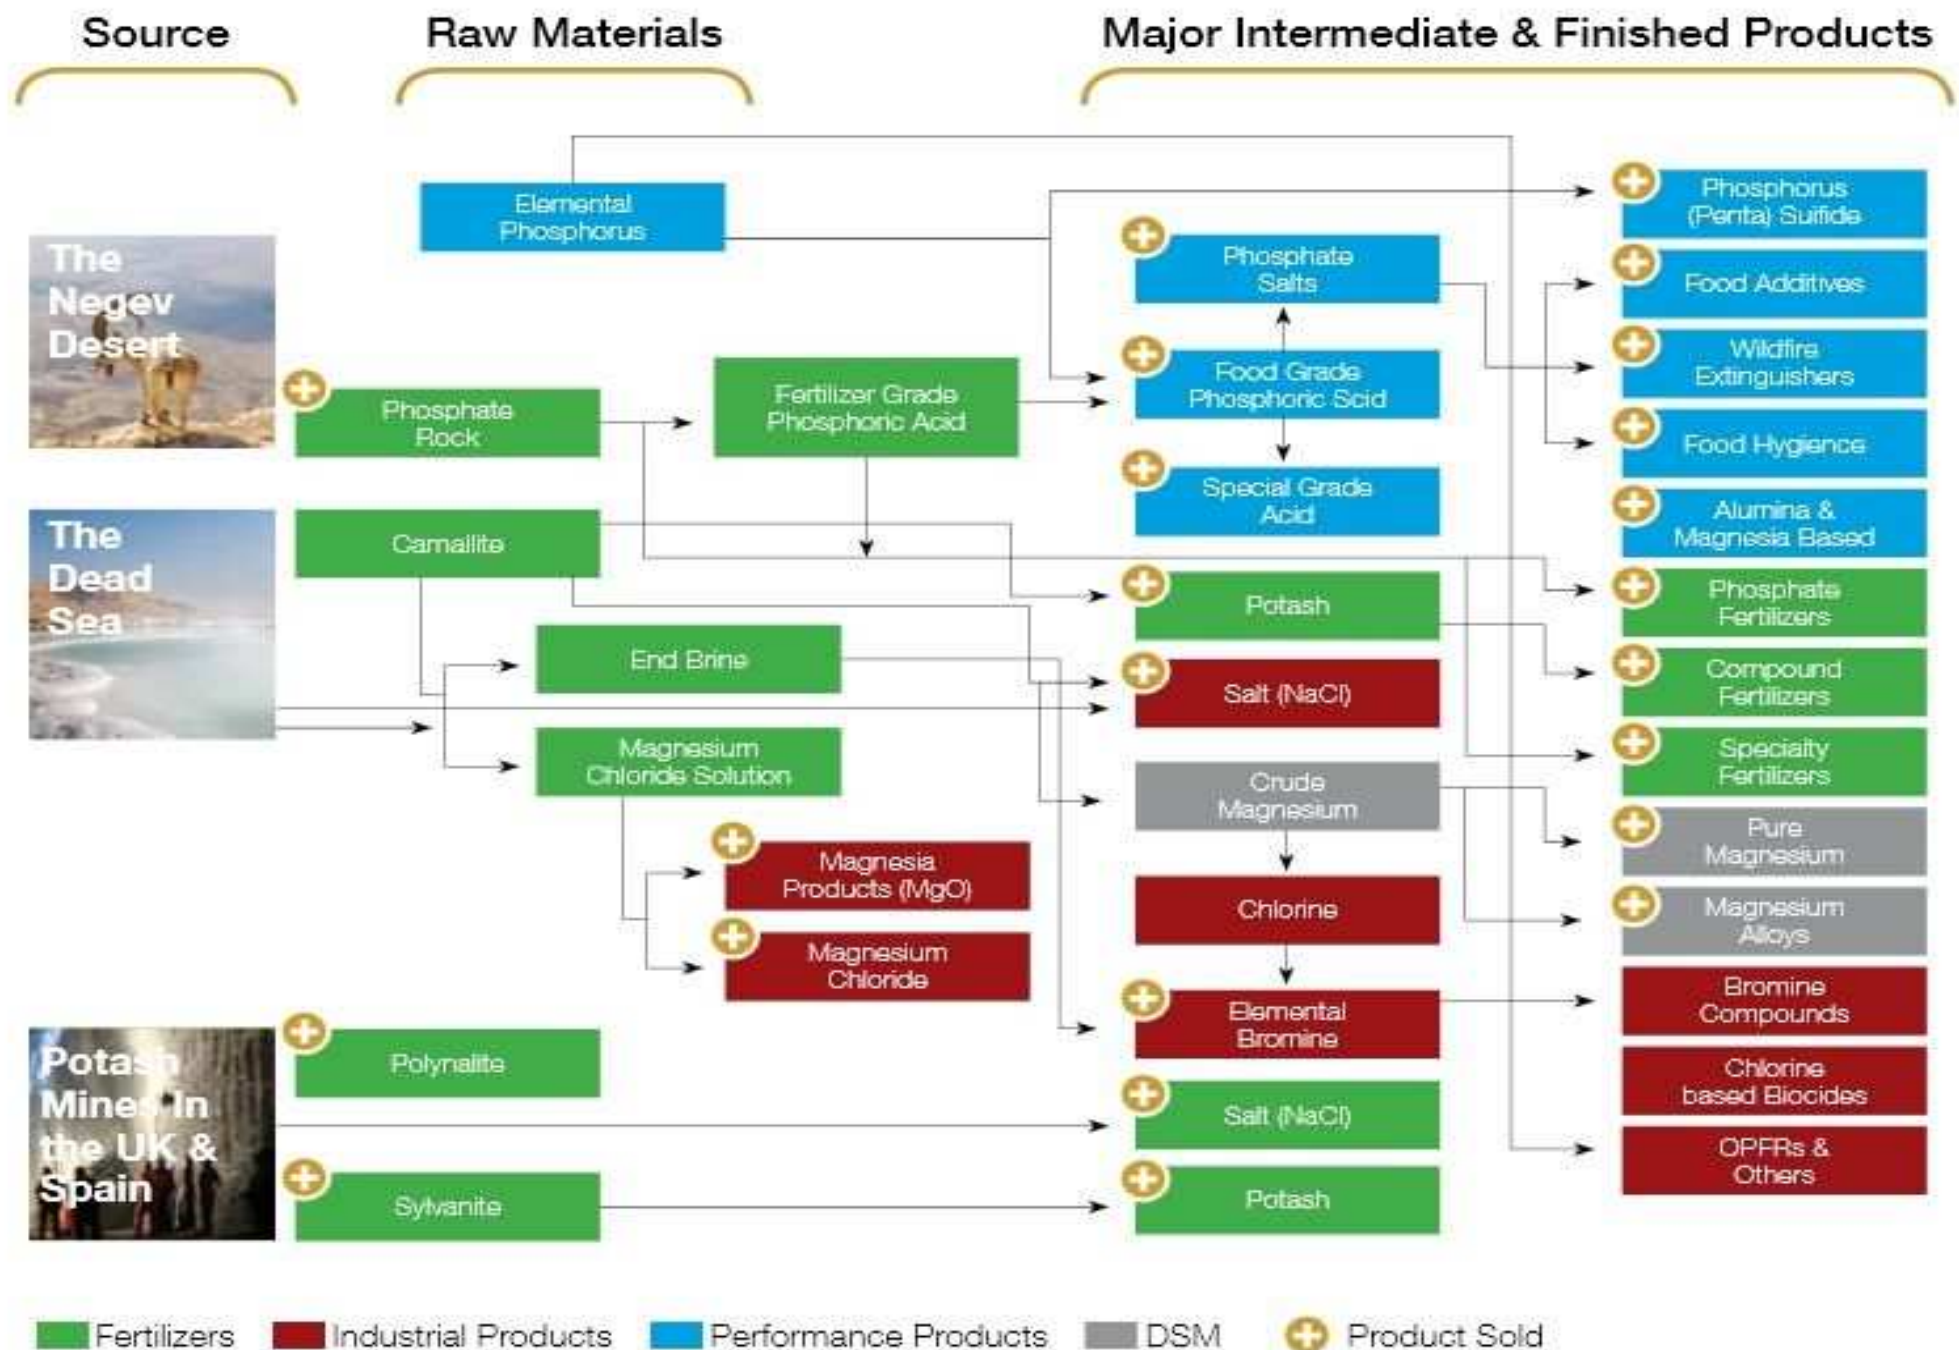 Source
Raw Materials
Major Intermediate & Finished Products
Elemental
Phosphorus
Phosphorus
(Penta) Suifide
The
Negev
Desert
Phosphate
Salts
Food Additives
Wildfire
Extinguishers
Phosphate
Rock
Fertilizer Grade
Phosphoric Acid
Food Grade
Phosphoric Scid
Food Hygience
Special Grade
Acid
Alumina &
Magnesia Based
The
Dead
Sea
Camallite
Potash
Phosphate
Fertilizers
End Brine
Salt (NaCl)
Compound
Fertilizers
Magnesium
Chloride Solution
Crude
Magnesium
Specialty
Fertilizers
Magnesia
Products (MgO)
Pure
Magnesium
Chlorine
Magnesium
Alloys
Magnesium
Chloride
Elemental
Bromine
Bromine
Compounds
Potash
Mines In
the UK &
Spain
Polynalite
Chlorine
based Biocides
Salt (NaCl)
OPFRs &
Others
Sylvanite
Potash
Fertilizers
Industrial Products
Performance Products
DSM
Product Sold